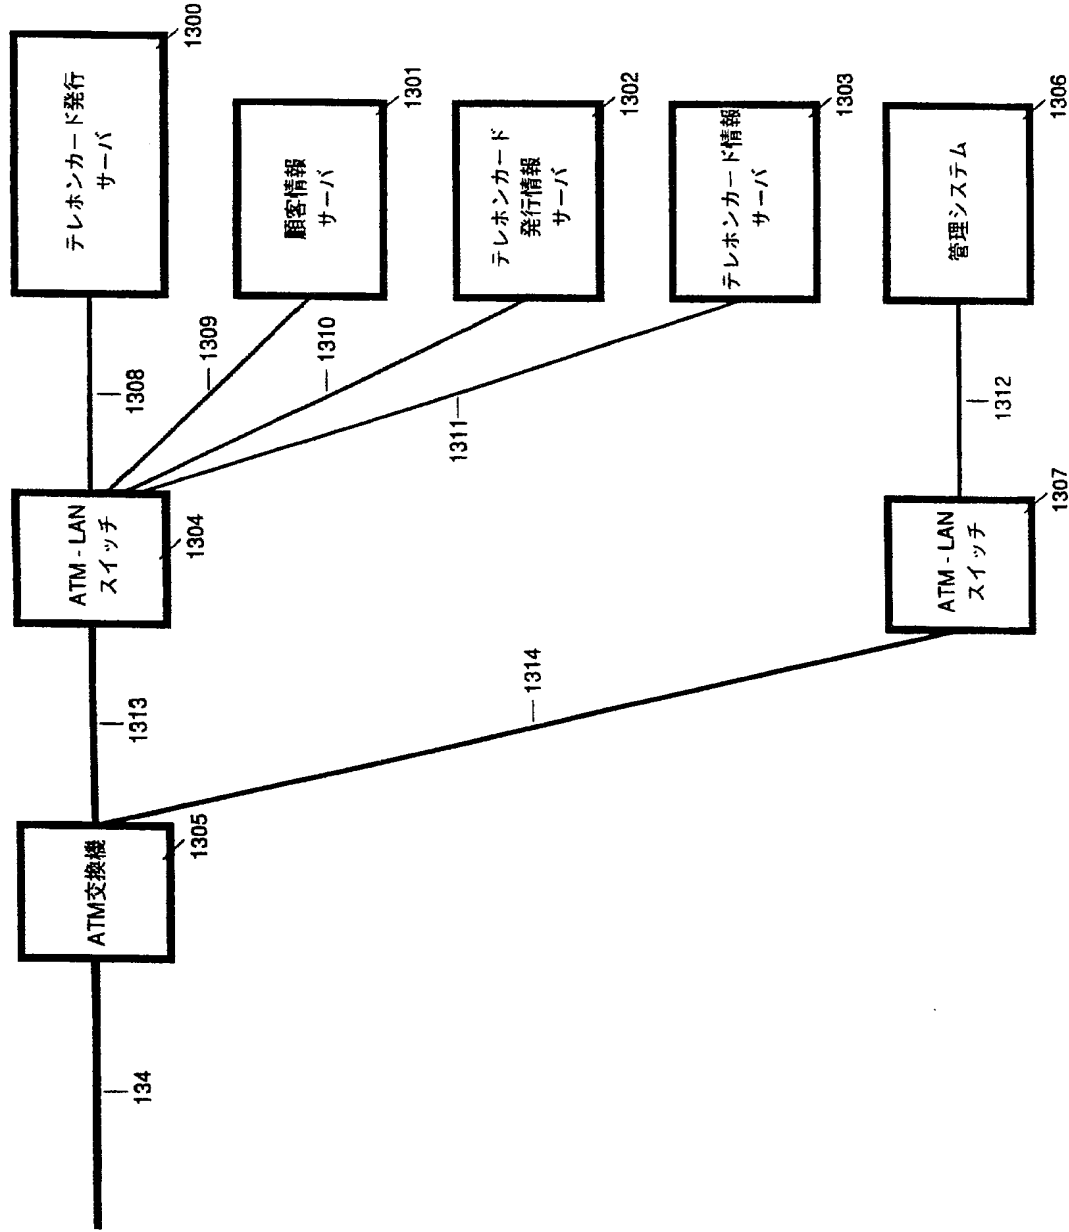 テレホンカード発行
サーバ
1300
顧客情報
サーバ
1301
テレホンカード
発行情報
サーバ
1302
テレホンカード情報
サーバ
1303
管理システム
1306
1308
1309
1310
1311
1312
ATM - LAN
スイッチ
1304
ATM - LAN
スイッチ
1307
1313
1314
ATM交換機
1305
134